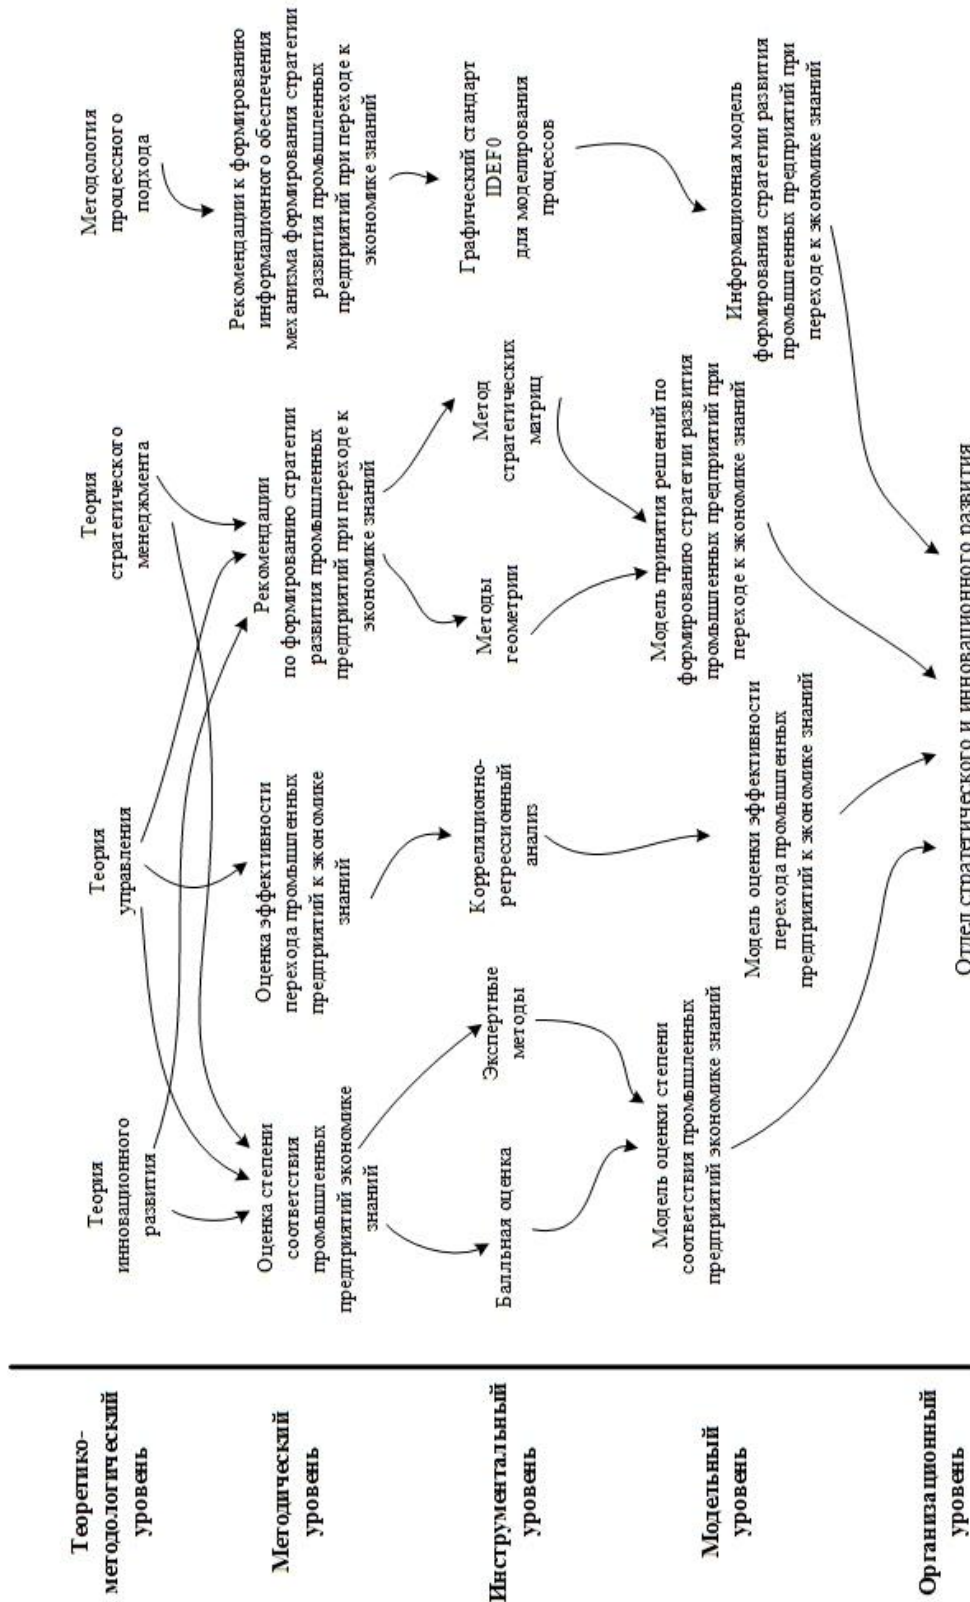 Теоретико-
методологический
уровень
Теория
инновационного
развития
Теория
управления
Теория
стратегического
менеджмента
Методология
процессного
подхода
Методический
уровень
Оценка степени
соответствия
промышленных
предприятий экономике
знаний
Оценка эффективности
перехода промышленных
предприятий к экономике
знаний
Рекомендации
по формированию стратегии
развития промышленных
предприятий при переходе к
экономике знаний
Рекомендации к формированию
информационного обеспечения
механизма формирования стратегии
развития промышленных
предприятий при переходе к
экономике знаний
Инструментальный
уровень
Балльная оценка
Экспертные
методы
Корреляционно-
регрессионный
анализ
Методы
геометрии
Метод
стратегических
матриц
Графический стандарт
IDEF0
для моделирования
процессов
Модельный
уровень
Модель оценки степени
соответствия промышленных
предприятий экономике знаний
Модель оценки эффективности
перехода промышленных
предприятий к экономике знаний
Модель принятия решений по
формированию стратегии развития
промышленных предприятий при
переходе к экономике знаний
Информационная модель
формирования стратегии развития
промышленных предприятий при
переходе к экономике знаний
Организационный
уровень
Отдел стратегического и инновационного развития